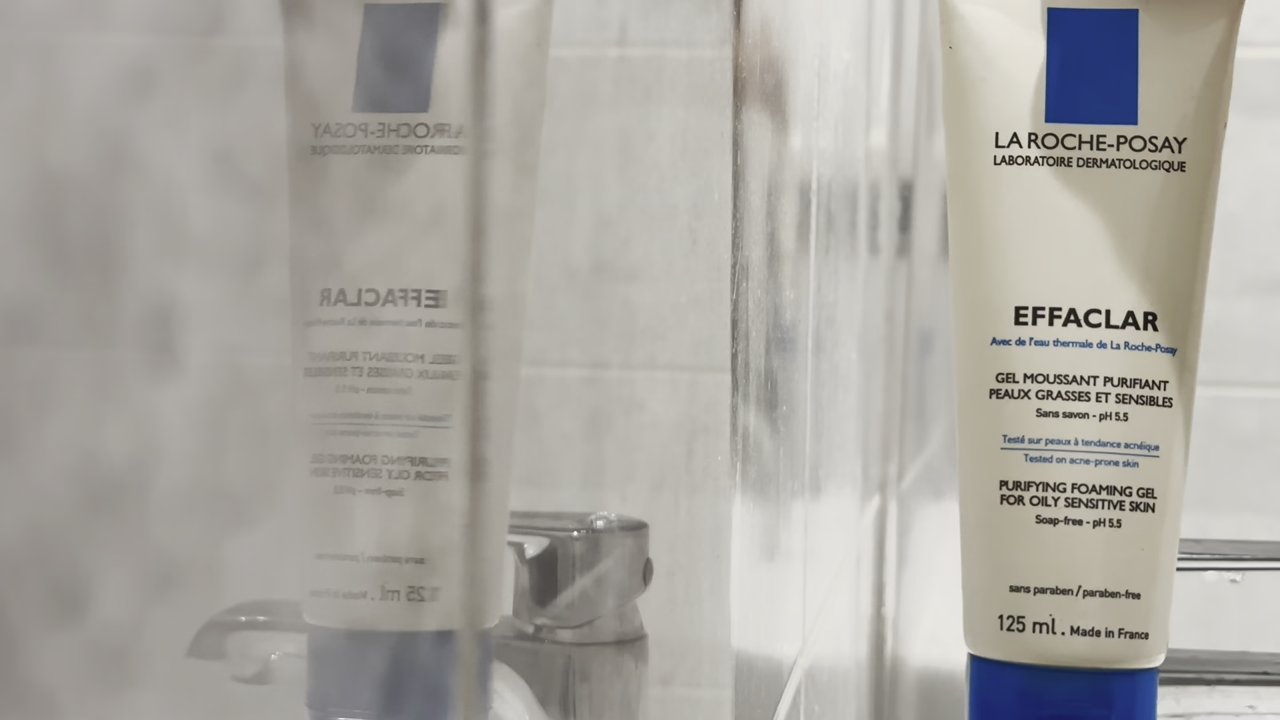 LA ROCHE-POSAY
LABORATOIRE DERMATOLOGIQUE
EFFACLAR
Avec de l'eau thermale de La Roche-Posay
GEL MOUSSANT PURIFIANT
PEAUX GRASSES ET SENSIBLES
Sans savon - pH 5.5
Testé sur peaux à tendance acnéique
Tested on acne-prone skin
PURIFYING FOAMING GEL
FOR OILY SENSITIVE SKIN
Soap-free - pH 5.5
sans paraben / paraben-free
125 ml. Made in France